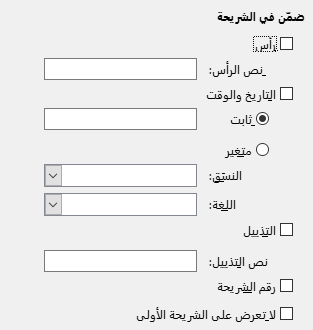 ضمّن في الشريحة
رأس
نص الرأس:
التاريخ والوقت
ثابت
متغير
النسق:
اللغة:
التذييل
نص التذييل:
رقم الشريحة
لا تعرض على الشريحة الأولى